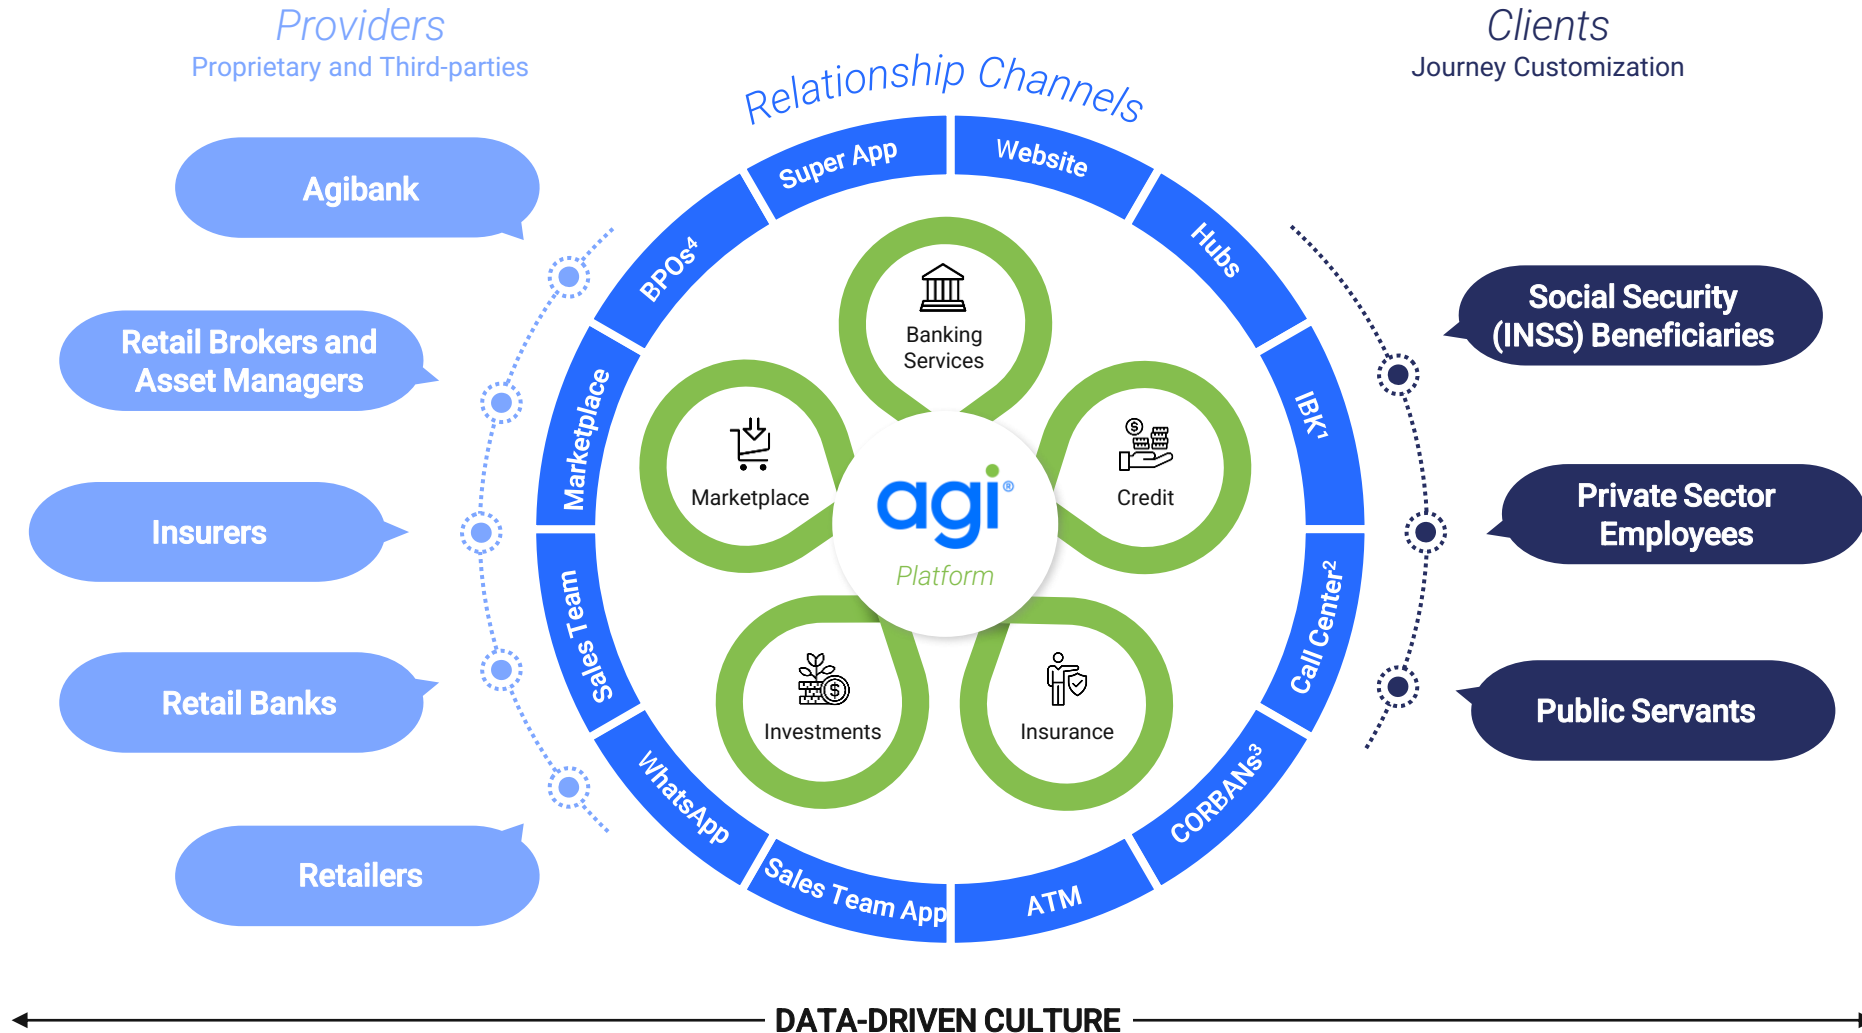 Providers
Proprietary and Third-parties
Agibank
Retail Brokers and
Asset Managers
Insurers
Retail Banks
Retailers
Relationship Channels
Super App
Website
Hubs
IBK¹
Call Center²
CORBANs³
ATM
Sales Team App
WhatsApp
Sales Team
Marketplace
BPOs⁴
Banking
Services
Credit
Insurance
Investments
Marketplace
agi®
Platform
Clients
Journey Customization
Social Security
(INSS) Beneficiaries
Private Sector
Employees
Public Servants
DATA-DRIVEN CULTURE